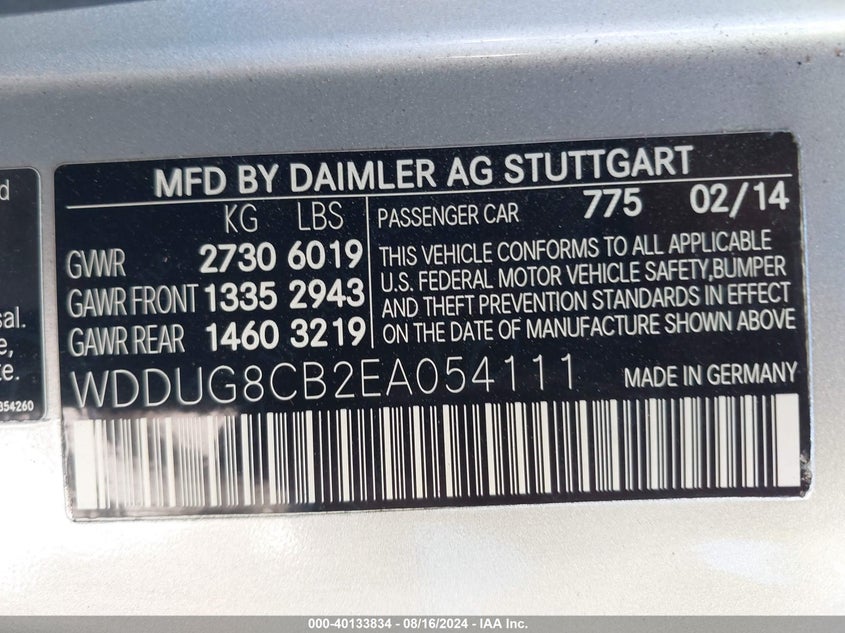 d
sal.
e,
te.
854260
MFD BY DAIMLER AG STUTTGART
KG LBS
GVWR 2730 6019
GAWR FRONT 1335 2943
GAWR REAR 1460 3219
PASSENGER CAR 775 02/14
THIS VEHICLE CONFORMS TO ALL APPLICABLE
U.S. FEDERAL MOTOR VEHICLE SAFETY,BUMPER
AND THEFT PREVENTION STANDARDS IN EFFECT
ON THE DATE OF MANUFACTURE SHOWN ABOVE
WDDUG8CB2EA054111 MADE IN GERMANY
000-40133834 - 08/16/2024 - IAA Inc.